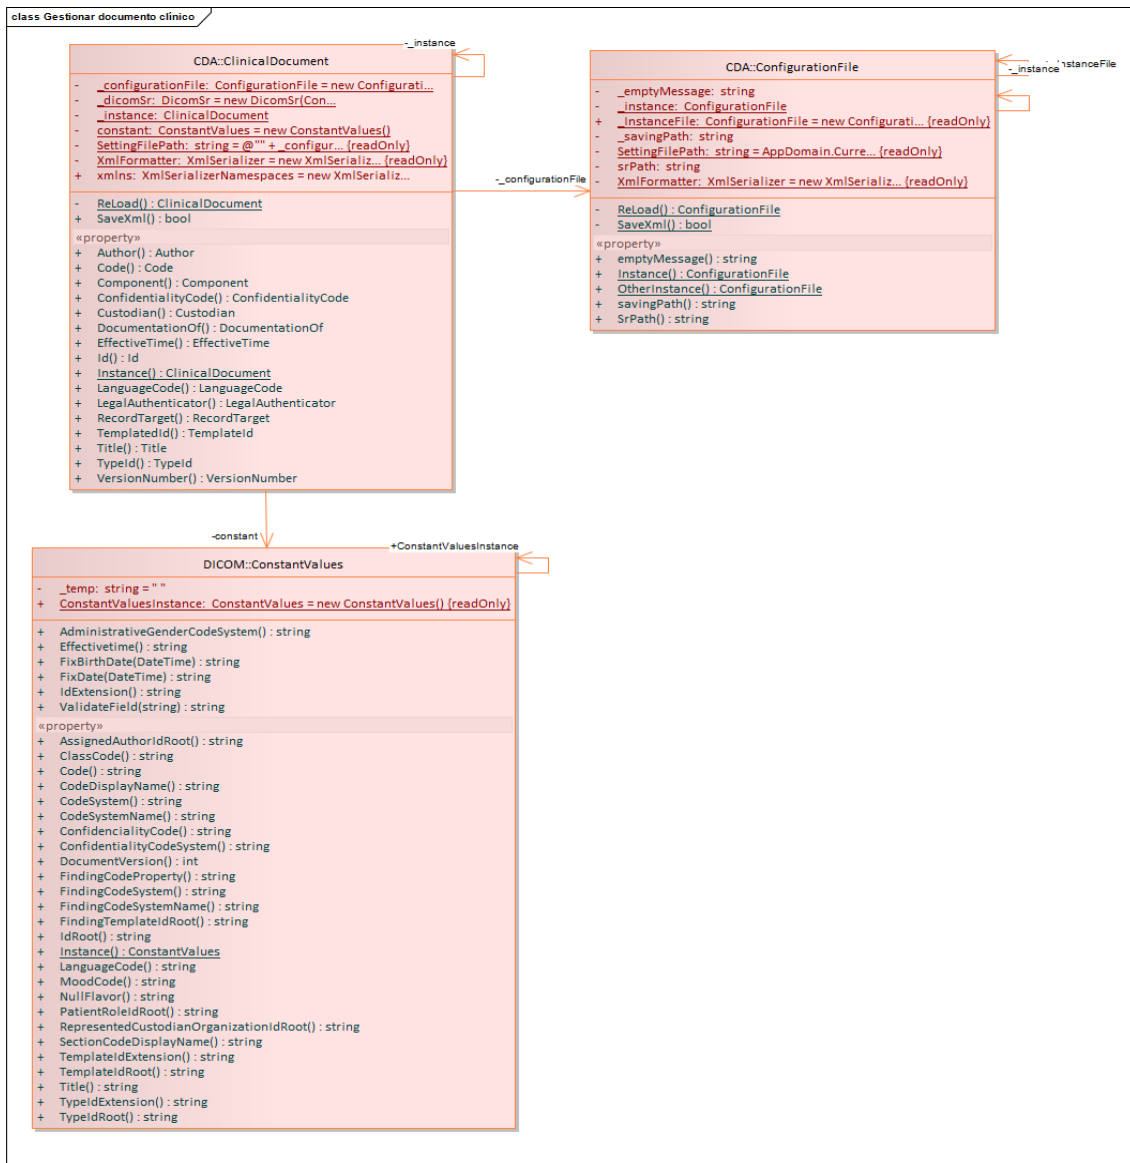 class Gestionar documento clínico
-_instance
CDA::ClinicalDocument
- _configurationFile: ConfigurationFile = new Configurati...
- _dicomSr: DicomSr = new DicomSr(Con...
- _instance: ClinicalDocument
- constant: ConstantValues = new ConstantValues()
- SettingFilePath: string = @"" + _configur... {readOnly}
- XmlFormatter: XmlSerializer = new XmlSerializ... {readOnly}
+ xmlns: XmlSerializerNamespaces = new XmlSerializ...
- ReLoad() : ClinicalDocument
+ SaveXml() : bool
«property»
+ Author() : Author
+ Code() : Code
+ Component() : Component
+ ConfidentialityCode() : ConfidentialityCode
+ Custodian() : Custodian
+ DocumentationOf() : DocumentationOf
+ EffectiveTime() : EffectiveTime
+ Id() : Id
+ Instance() : ClinicalDocument
+ LanguageCode() : LanguageCode
+ LegalAuthenticator() : LegalAuthenticator
+ RecordTarget() : RecordTarget
+ TemplatedId() : TemplateId
+ Title() : Title
+ TypeId() : TypeId
+ VersionNumber() : VersionNumber
-_configurationFile
CDA::ConfigurationFile
-_instance
nstanceFile
- _emptyMessage: string
- _instance: ConfigurationFile
+ _InstanceFile: ConfigurationFile = new Configurati... {readOnly}
- _savingPath: string
- SettingFilePath: string = AppDomain.Curre... {readOnly}
- srPath: string
- XmlFormatter: XmlSerializer = new XmlSerializ... {readOnly}
- ReLoad() : ConfigurationFile
- SaveXml() : bool
«property»
+ emptyMessage() : string
+ Instance() : ConfigurationFile
+ OtherInstance() : ConfigurationFile
+ savingPath() : string
+ SrPath() : string
-constant
+ConstantValuesInstance
DICOM::ConstantValues
- _temp: string = " "
+ ConstantValuesInstance: ConstantValues = new ConstantValues() {readOnly}
+ AdministrativeGenderCodeSystem() : string
+ Effectivetime() : string
+ FixBirthDate(DateTime) : string
+ FixDate(DateTime) : string
+ IdExtension() : string
+ ValidateField(string) : string
«property»
+ AssignedAuthorIdRoot() : string
+ ClassCode() : string
+ Code() : string
+ CodeDisplayName() : string
+ CodeSystem() : string
+ CodeSystemName() : string
+ ConfidencialityCode() : string
+ ConfidentialityCodeSystem() : string
+ DocumentVersion() : int
+ FindingCodeProperty() : string
+ FindingCodeSystem() : string
+ FindingCodeSystemName() : string
+ FindingTemplateIdRoot() : string
+ IdRoot() : string
+ Instance() : ConstantValues
+ LanguageCode() : string
+ MoodCode() : string
+ NullFlavor() : string
+ PatientRoleIdRoot() : string
+ RepresentedCustodianOrganizationIdRoot() : string
+ SectionCodeDisplayName() : string
+ TemplateIdExtension() : string
+ TemplateIdRoot() : string
+ Title() : string
+ TypeIdExtension() : string
+ TypeIdRoot() : string